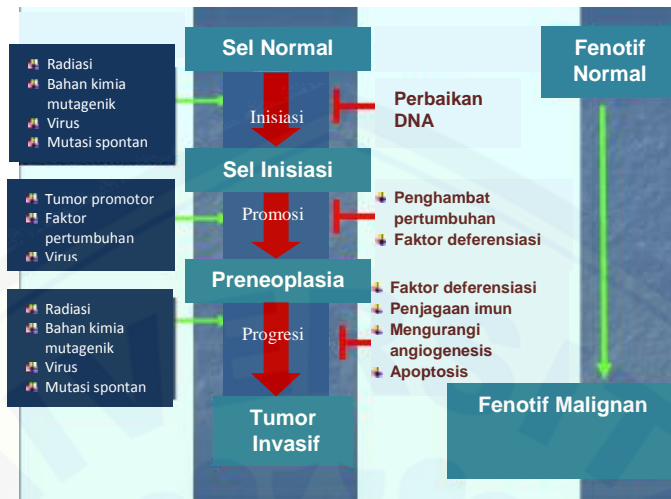 Sel Normal
Fenotif
Normal
Radiasi
Bahan kimia
mutagenik
Virus
Mutasi spontan
Inisiasi
Perbaikan
DNA
Sel Inisiasi
Tumor promotor
Faktor
pertumbuhan
Virus
Promosi
Penghambat
pertumbuhan
Faktor deferensiasi
Preneoplasia
Radiasi
Bahan kimia
mutagenik
Virus
Mutasi spontan
Progresi
Faktor deferensiasi
Penjagaan imun
Mengurangi
angiogenesis
Apoptosis
Tumor
Invasif
Fenotif Malignan